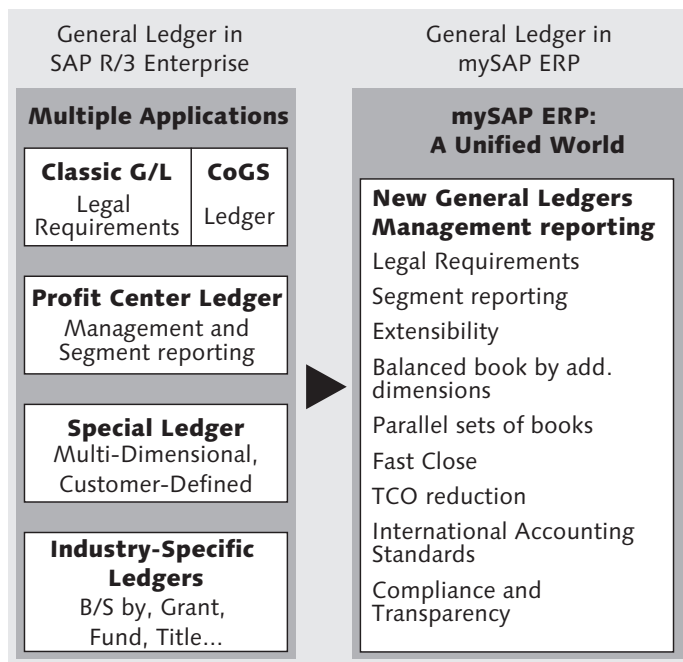 General Ledger in
SAP R/3 Enterprise
Multiple Applications
Classic G/L
Legal
Requirements
CoGS
Ledger
Profit Center Ledger
Management and
Segment reporting
Special Ledger
Multi-Dimensional,
Customer-Defined
Industry-Specific
Ledgers
B/S by, Grant,
Fund, Title...
General Ledger in
mySAP ERP
mySAP ERP:
A Unified World
New General Ledgers
Management reporting
Legal Requirements
Segment reporting
Extensibility
Balanced book by add.
dimensions
Parallel sets of books
Fast Close
TCO reduction
International Accounting
Standards
Compliance and
Transparency